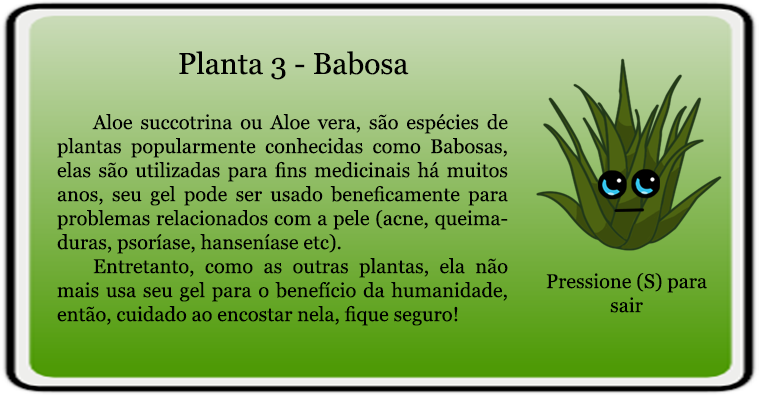 Planta 3 - Babosa
Aloe succotrina ou Aloe vera, são espécies de
plantas popularmente conhecidas como Babosas,
elas são utilizadas para fins medicinais há muitos
anos, seu gel pode ser usado beneficamente para
problemas relacionados com a pele (acne, queima-
duras, psoríase, hanseníase etc).
Entretanto, como as outras plantas, ela não
mais usa seu gel para o benefício da humanidade,
então, cuidado ao encostar nela, fique seguro!
Pressione (S) para
sair